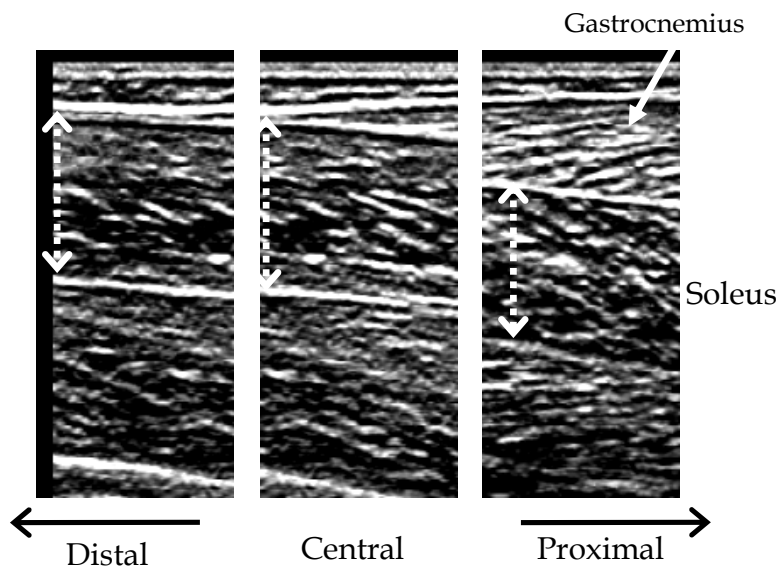 Gastrocnemius
Soleus
Distal
Central
Proximal